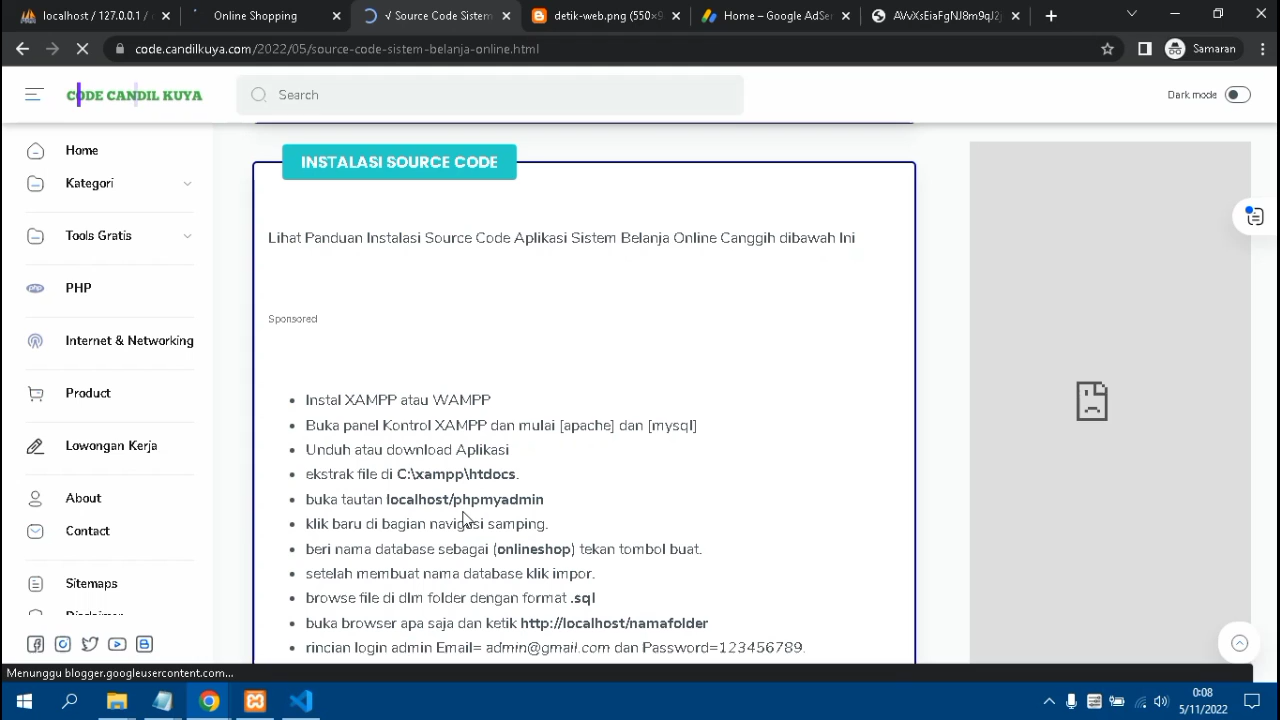 localhost / 127.0.0.1 /
Online Shopping
√ Source Code Sistem
detik-web.png (550×9
Home – Google AdSe
AVvXsEiaFgNJ8m9qJ2j
code.candilkuya.com/2022/05/source-code-sistem-belanja-online.html
Samaran
CODE CANDIL KUYA
Search
Dark mode
Home
Kategori
Tools Gratis
PHP
Internet & Networking
Product
Lowongan Kerja
About
Contact
Sitemaps
Disclaimer
INSTALASI SOURCE CODE
Lihat Panduan Instalasi Source Code Aplikasi Sistem Belanja Online Canggih dibawah Ini
Sponsored
Instal XAMPP atau WAMPP
Buka panel Kontrol XAMPP dan mulai [apache] dan [mysql]
Unduh atau download Aplikasi
ekstrak file di C:\xampp\htdocs.
buka tautan localhost/phpmyadmin
klik baru di bagian navigasi samping.
beri nama database sebagai (onlineshop) tekan tombol buat.
setelah membuat nama database klik impor.
browse file di dlm folder dengan format .sql
buka browser apa saja dan ketik http://localhost/namafolder
rincian login admin Email= admin@gmail.com dan Password=123456789.
Menunggu blogger.googleusercontent.com...
0:08
5/11/2022